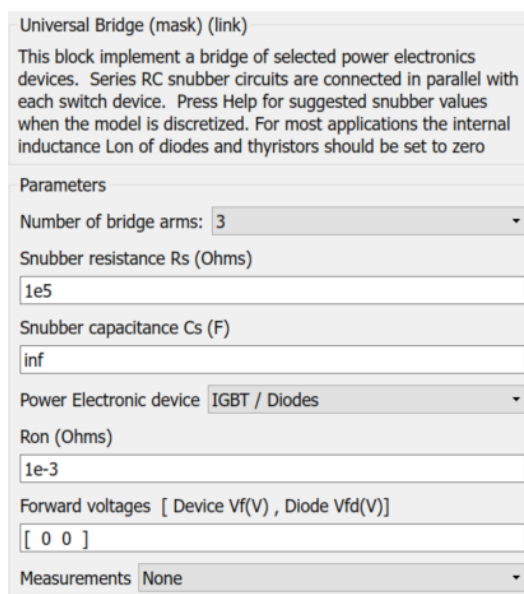 Universal Bridge (mask) (link)
This block implement a bridge of selected power electronics
devices.  Series RC snubber circuits are connected in parallel with
each switch device.  Press Help for suggested snubber values
when the model is discretized. For most applications the internal
inductance Lon of diodes and thyristors should be set to zero
Parameters
Number of bridge arms: 3
Snubber resistance Rs (Ohms)
1e5
Snubber capacitance Cs (F)
inf
Power Electronic device IGBT / Diodes
Ron (Ohms)
1e-3
Forward voltages  [ Device Vf(V) , Diode Vfd(V)]
[ 0 0 ]
Measurements None